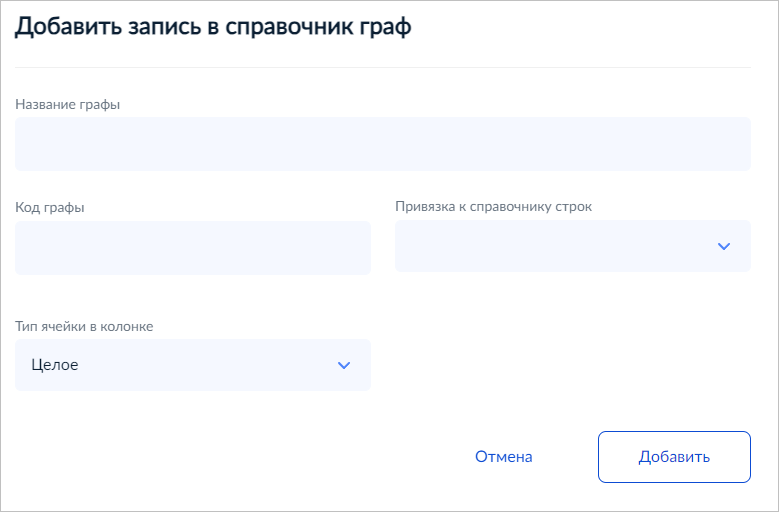 Добавить запись в справочник граф
Название графы
Код графы
Привязка к справочнику строк
Тип ячейки в колонке
Целое
Отмена
Добавить